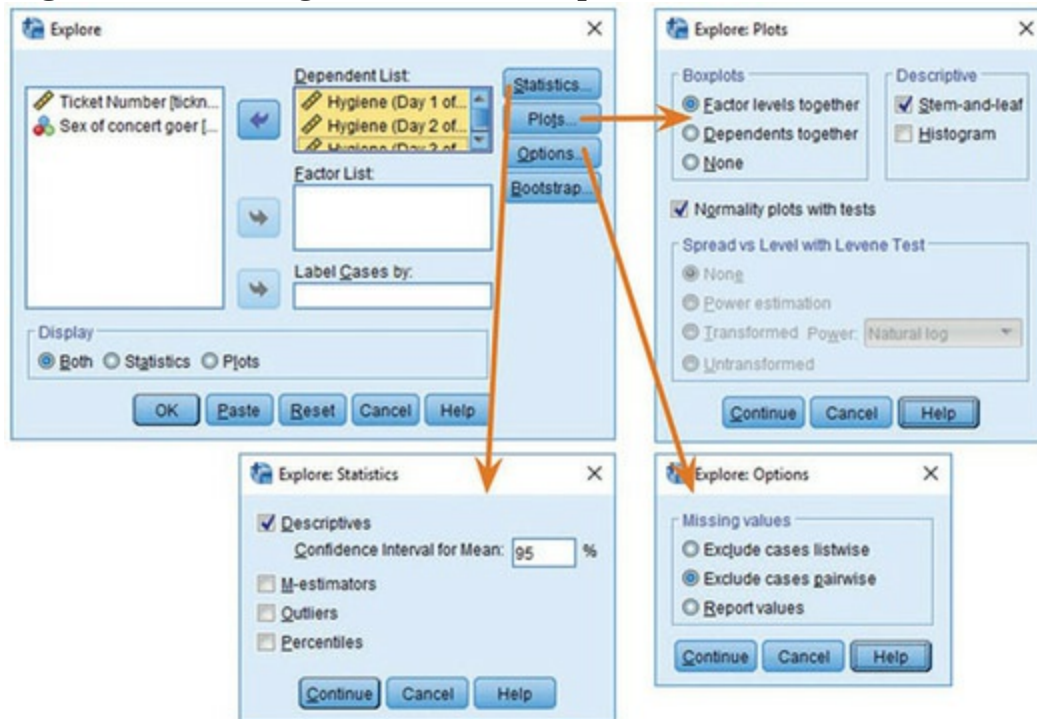 Explore
Ticket Number [tickn...
Sex of concert goer [...
Dependent List:
Hygiene (Day 1 of...
Hygiene (Day 2 of...
Factor List:
Label Cases by:
Statistics...
Plots...
Options...
Bootstrap...
Display
Both Statistics Plots
OK Paste Reset Cancel Help
Explore: Plots
Boxplots
Factor levels together
Dependents together
None
Descriptive
Stem-and-leaf
Histogram
Normality plots with tests
Spread vs Level with Levene Test
None
Power estimation
Transformed Power: Natural log
Untransformed
Continue Cancel Help
Explore: Statistics
Descriptives
Confidence Interval for Mean: 95 %
M-estimators
Outliers
Percentiles
Continue Cancel Help
Explore: Options
Missing values
Exclude cases listwise
Exclude cases pairwise
Report values
Continue Cancel Help